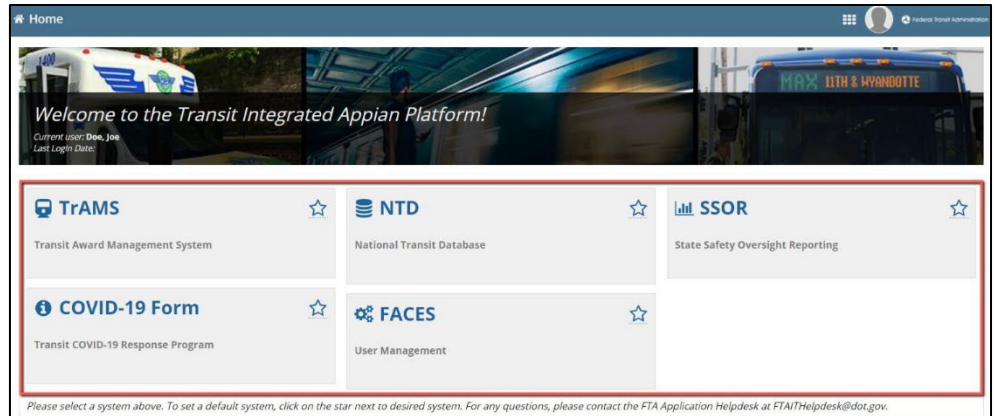 Home
Federal Transit Administration
1400
MAX 11TH & WYANDOTTE
Welcome to the Transit Integrated Appian Platform!
Current user: Doe, Joe
Last Login Date:
TrAMS
Transit Award Management System
NTD
National Transit Database
SSOR
State Safety Oversight Reporting
COVID-19 Form
Transit COVID-19 Response Program
FACES
User Management
Please select a system above. To set a default system, click on the star next to desired system. For any questions, please contact the FTA Application Helpdesk at FTAITHelpdesk@dot.gov.